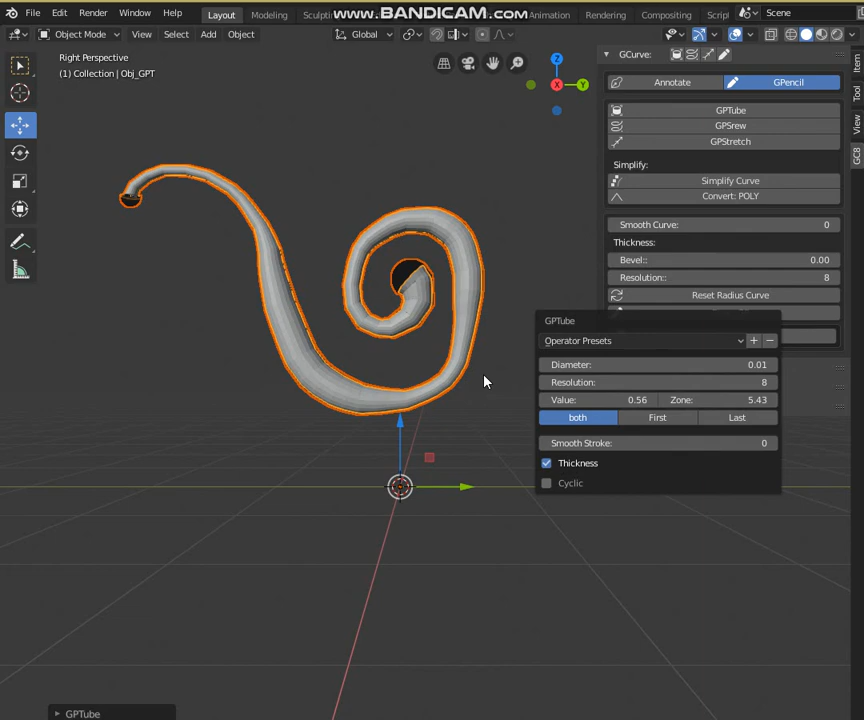 File Edit Render Window Help Layout Modeling Sculptin www.BANDICAM.com Animation Rendering Compositing Script Scene
Object Mode View Select Add Object Global
Right Perspective
(1) Collection | Obj_GPT
Z
X
Y
GCurve:
Annotate GPencil
GPTube
GPSrew
GPStretch
Simplify:
Simplify Curve
Convert: POLY
Smooth Curve: 0
Thickness:
Bevel:: 0.00
Resolution:: 8
Reset Radius Curve
Item
Tool
View
GC8
GPTube
Operator Presets
Diameter: 0.01
Resolution: 8
Value: 0.56 Zone: 5.43
both First Last
Smooth Stroke: 0
Thickness
Cyclic
GPTube